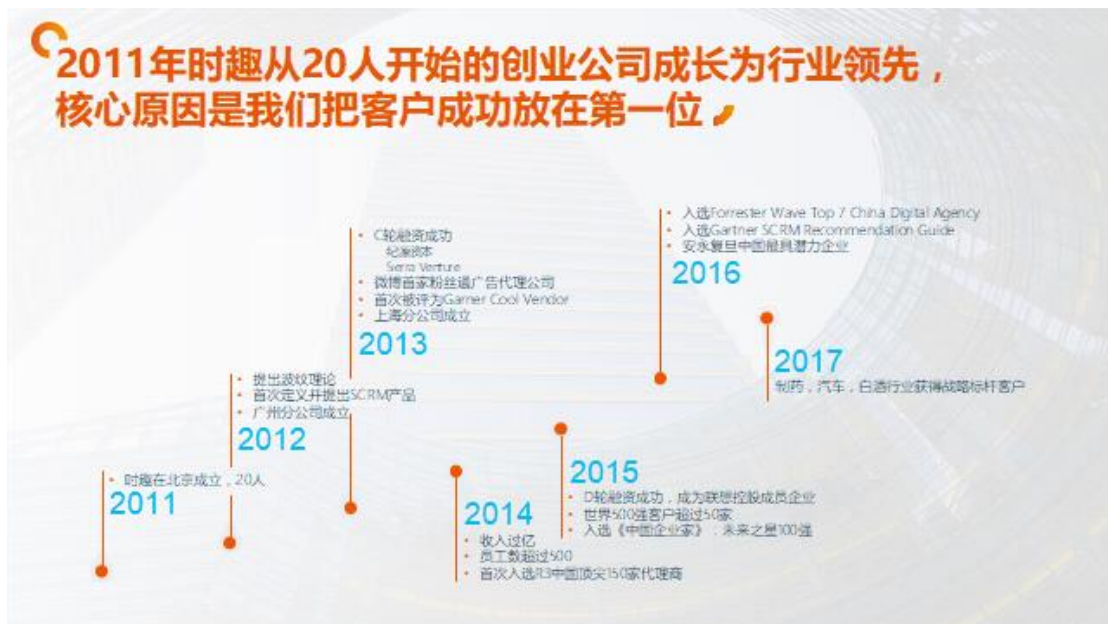 2011年时趣从20人开始的创业公司成长为行业领先，
核心原因是我们把客户成功放在第一位
• 时趣在北京成立，20人
2011
• 提出波纹理论
• 首次定义并提出SCRM产品
• 广州分公司成立
2012
• C轮融资成功
纪源资本
Serra Venture
• 微博首家粉丝通广告代理公司
• 首次被评为Garner Cool Vendor
• 上海分公司成立
2013
2014
• 收入过亿
• 员工数超过500
• 首次入选R3中国顶尖150家代理商
2015
• D轮融资成功，成为联想控股成员企业
• 世界500强客户超过50家
• 入选《中国企业家》：未来之星100强
• 入选Forrester Wave Top 7 China Digital Agency
• 入选Gartner SCRM Recommendation Guide
• 安永复旦中国最具潜力企业
2016
2017
制药，汽车，白酒行业获得战略标杆客户